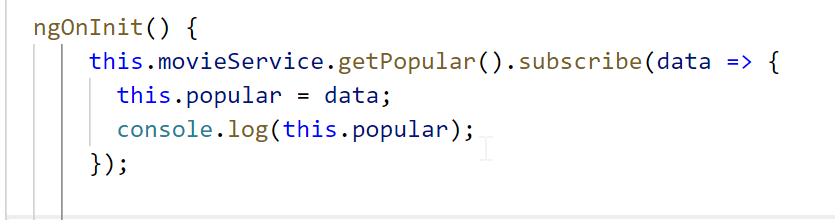 ngOnInit() {
this.movieService.getPopular().subscribe(data => {
this.popular = data;
console.log(this.popular);
});